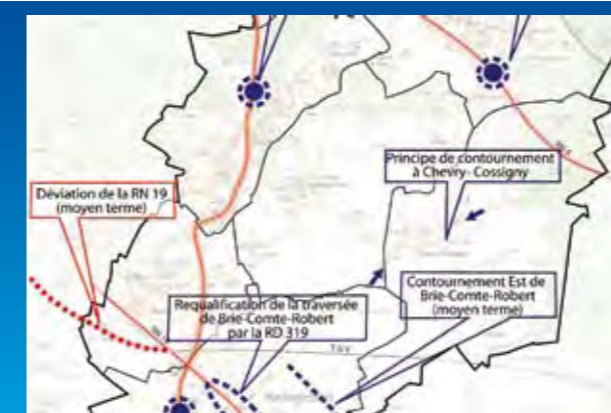 Principe de contournement
à Chevry- Cossigny
Déviation de la RN 19
(moyen terme)
Contournement Est de
Brie-Comte-Robert
(moyen terme)
Requalification de la traversée
de Brie-Comte-Robert
par la RD 319
TGV